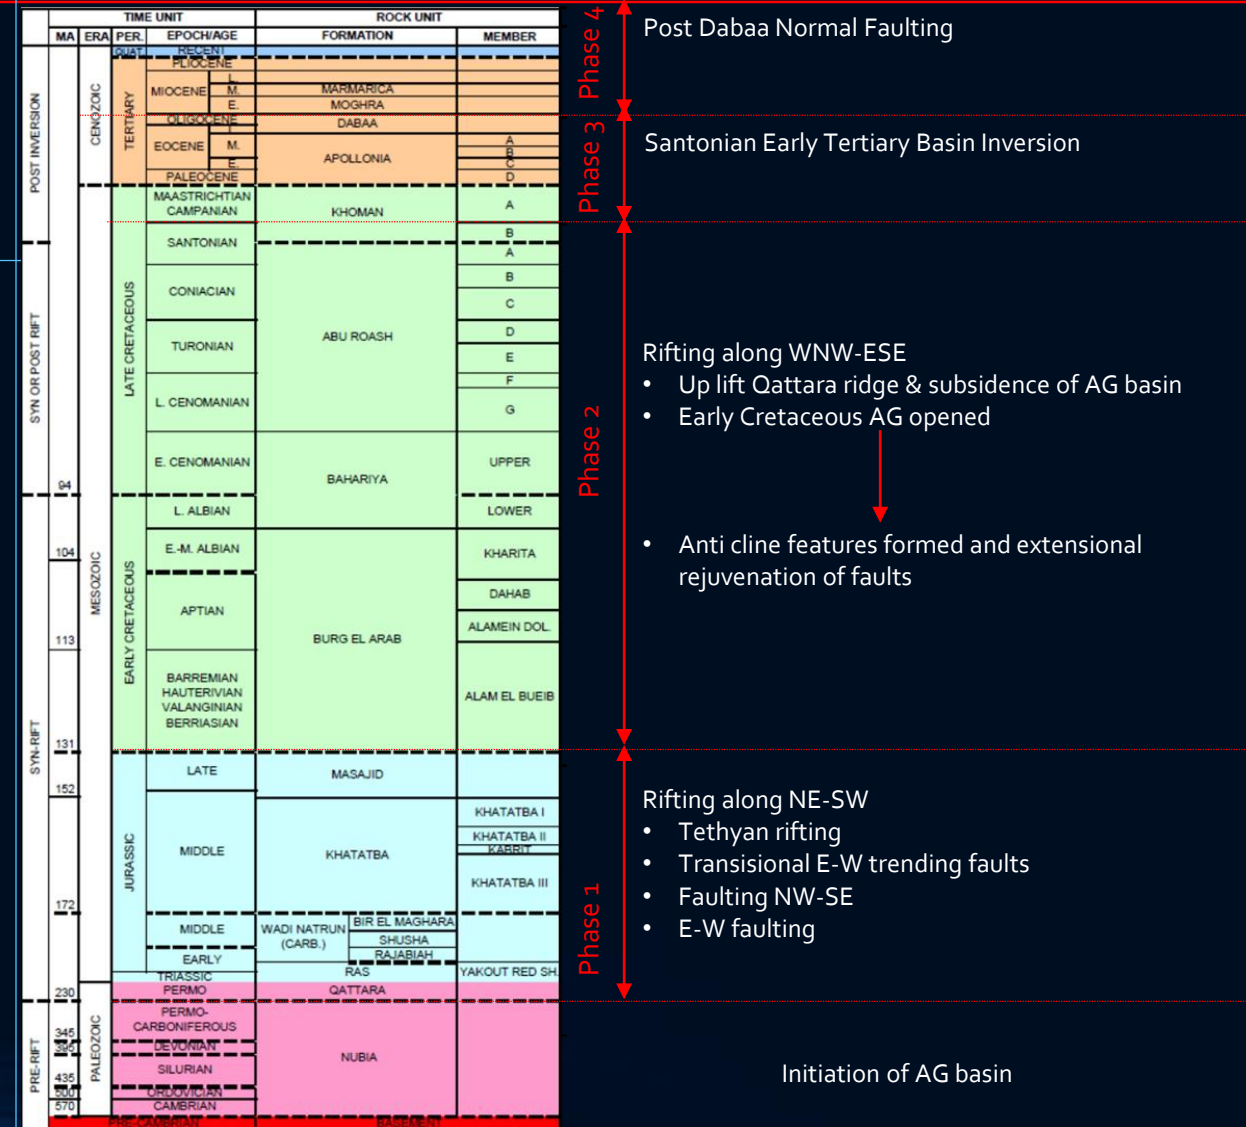 TIME UNIT ROCK UNIT
MA ERA PER. EPOCH/AGE FORMATION MEMBER
QUAT. RECENT
POST INVERSION
SYN OR POST RIFT
SYN-RIFT
PRE-RIFT
94
104
113
131
152
172
230
345
395
435
500
570
CENOZOIC
MESOZOIC
PALEOZOIC
TERTIARY
LATE CRETACEOUS
EARLY CRETACEOUS
JURASSIC
PLIOCENE
L.
MIOCENE M. MARMARICA
E. MOGHRA
OLIGOCENE DABAA
L.
EOCENE M. APOLLONIA A
B
E. C
PALEOCENE D
MAASTRICHTIAN
CAMPANIAN KHOMAN A
SANTONIAN B
A
CONIACIAN B
C
TURONIAN ABU ROASH D
E
L. CENOMANIAN F
G
E. CENOMANIAN BAHARIYA UPPER
L. ALBIAN LOWER
E.-M. ALBIAN KHARITA
APTIAN DAHAB
ALAMEIN DOL.
BURG EL ARAB
BARREMIAN
HAUTERIVIAN
VALANGINIAN
BERRIASIAN
ALAM EL BUEIB
LATE MASAJID
MIDDLE KHATATBA KHATATBA I
KHATATBA II
KABRIT
KHATATBA III
MIDDLE WADI NATRUN
(CARB.)
BIR EL MAGHARA
SHUSHA
EARLY RAJABIAH
TRIASSIC RAS YAKOUT RED SH.
PERMO QATTARA
PERMO-
CARBONIFEROUS
DEVONIAN
SILURIAN NUBIA
ORDOVICIAN
CAMBRIAN
PRE-CAMBRIAN BASEMENT
Phase 4
Post Dabaa Normal Faulting
Phase 3
Santonian Early Tertiary Basin Inversion
Phase 2
Rifting along WNW-ESE
• Up lift Qattara ridge & subsidence of AG basin
• Early Cretaceous AG opened
• Anti cline features formed and extensional
rejuvenation of faults
Phase 1
Rifting along NE-SW
• Tethyan rifting
• Transisional E-W trending faults
• Faulting NW-SE
• E-W faulting
Initiation of AG basin